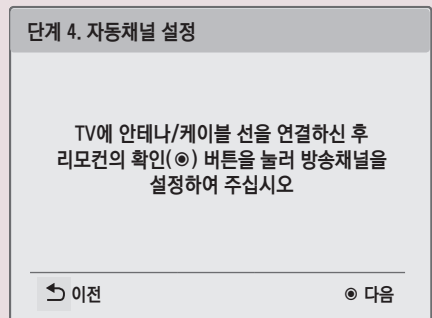 단계 4. 자동채널 설정
TV에 안테나/케이블 선을 연결하신 후
리모컨의 확인(◉) 버튼을 눌러 방송채널을
설정하여 주십시오
이전
◉ 다음